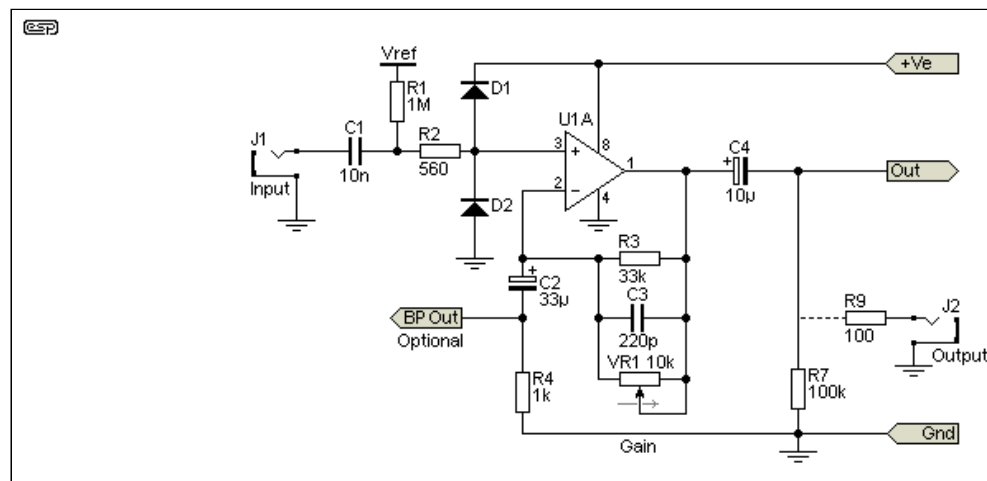 esp
Vref
+Ve
R1
1M
D1
U1A
J1
C1
R2
3
+
8
C4
+
1
Out
Input
10n
560
2
−
4
10µ
D2
R3
33k
+
C2
33µ
C3
R9
J2
BP Out
Optional
220p
100
Output
VR1 10k
R4
1k
R7
100k
Gain
Gnd